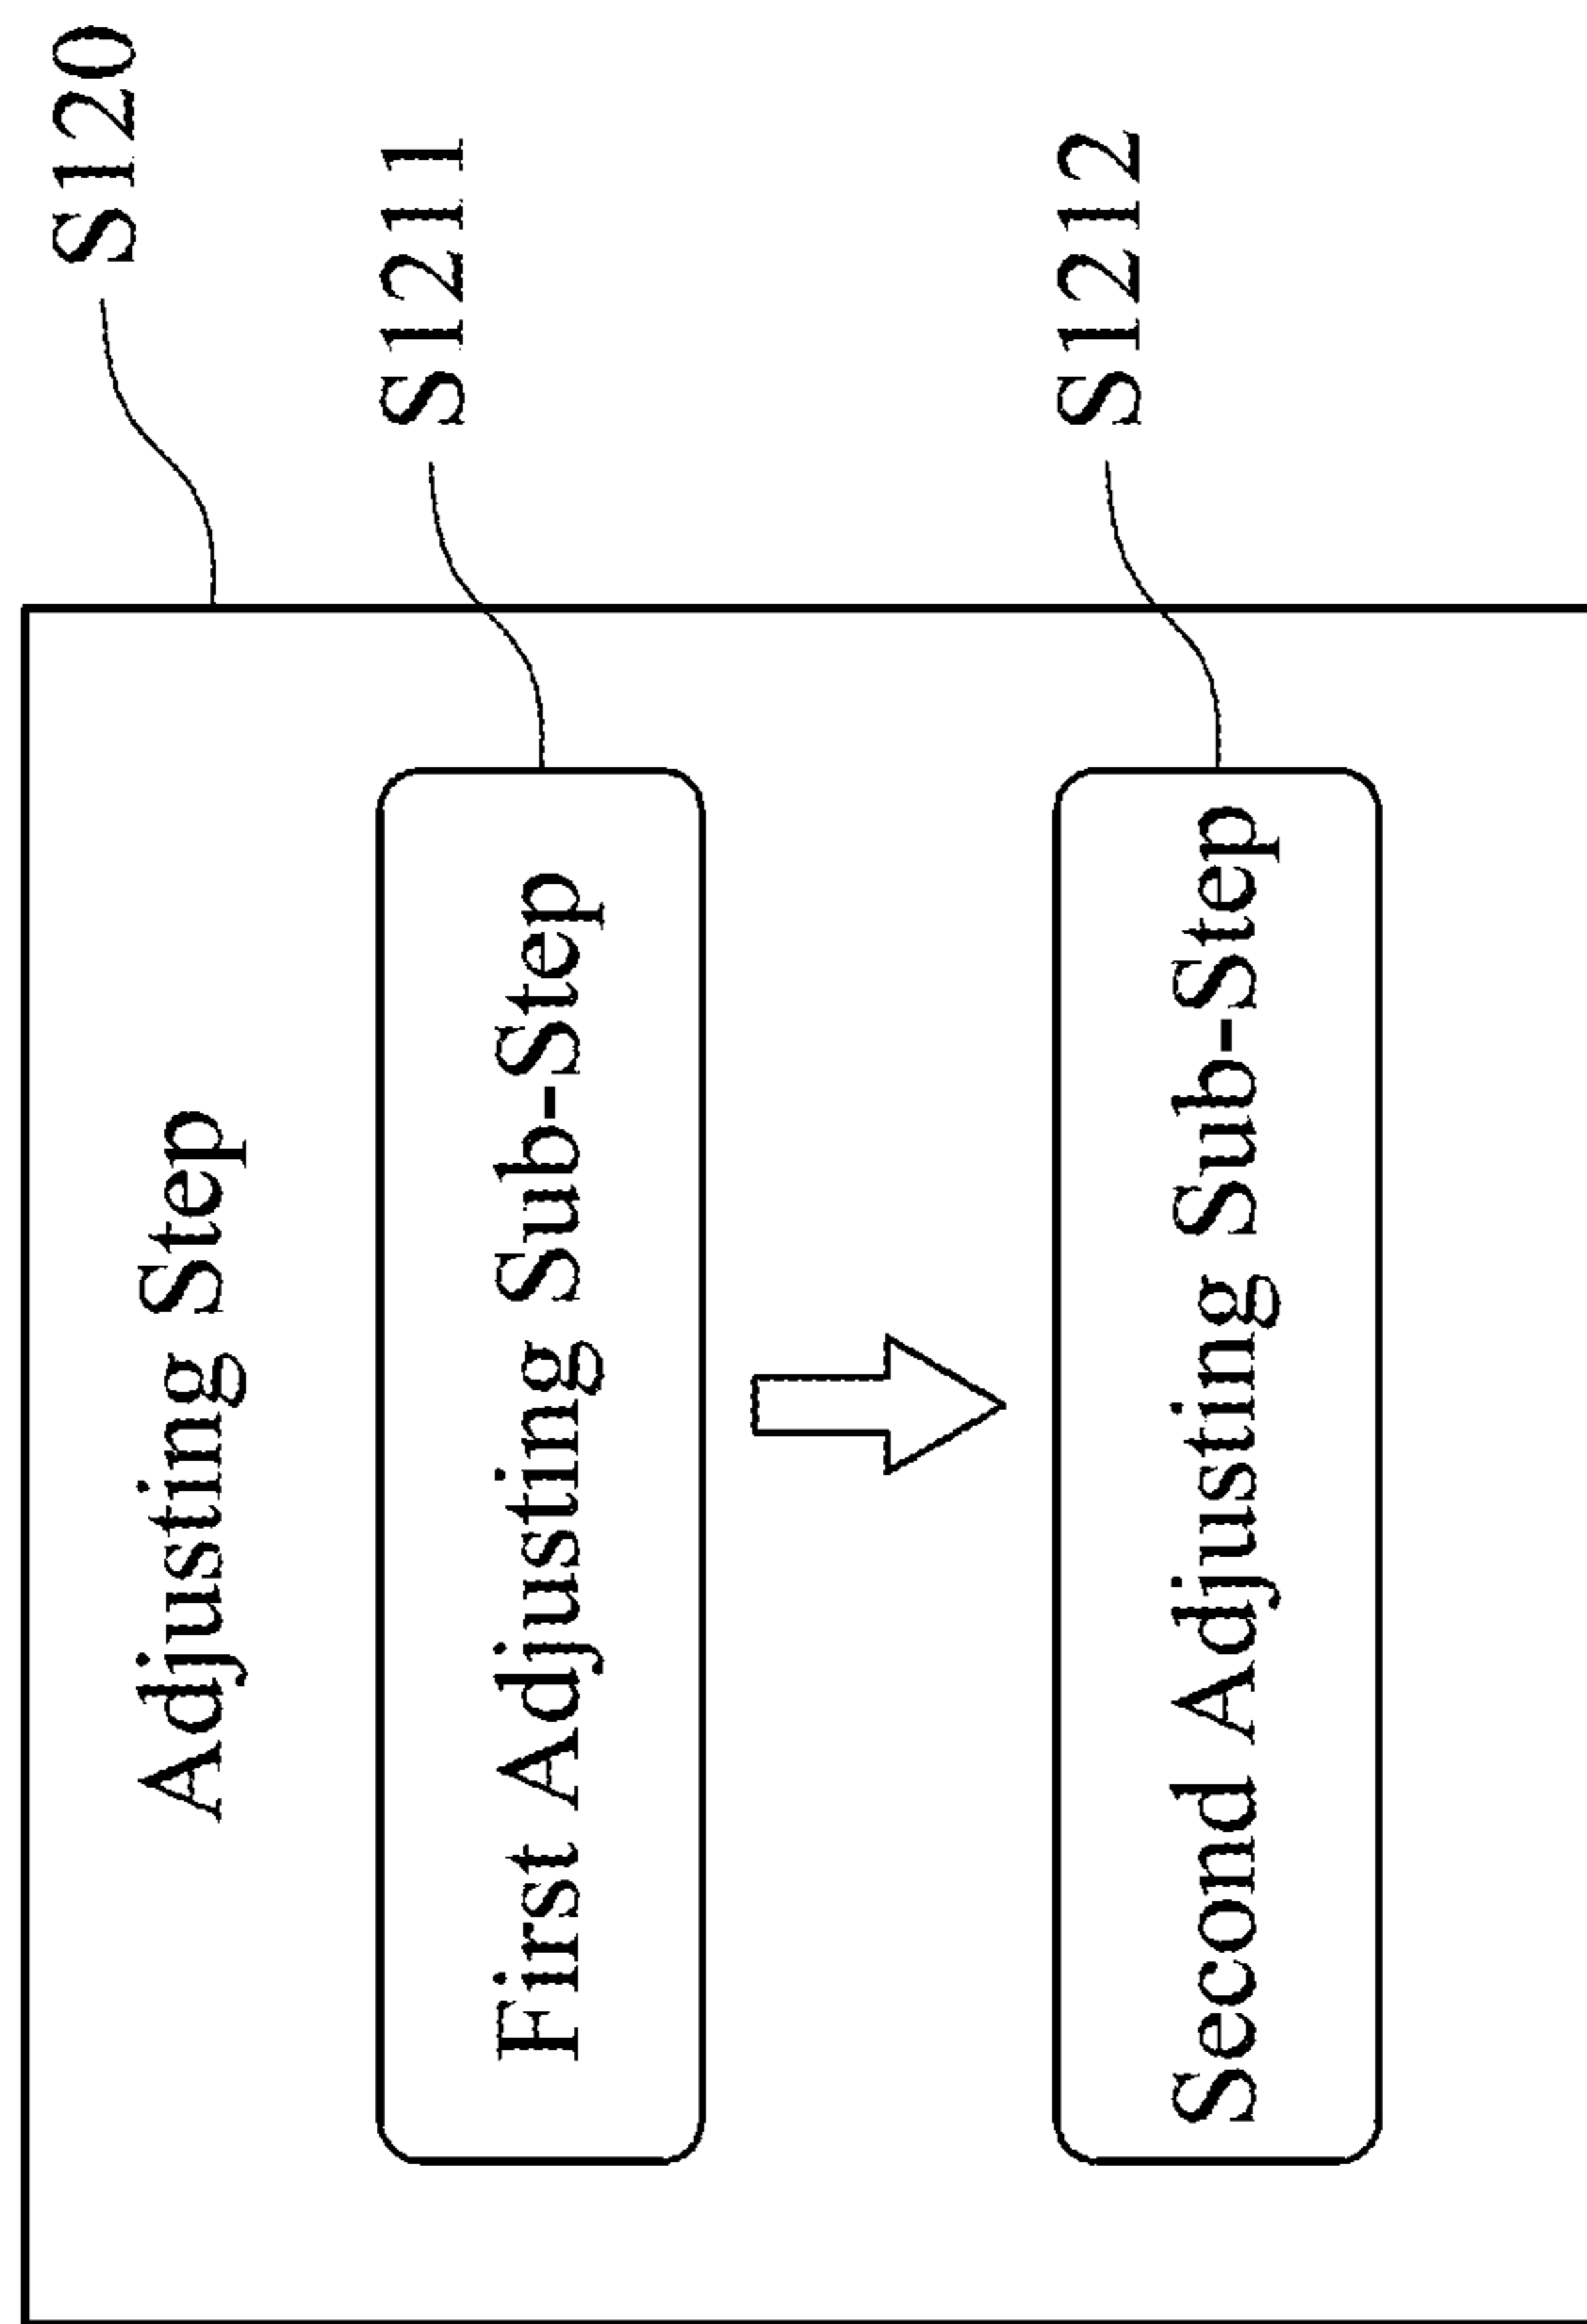 S120
Adjusting Step
S1211
First Adjusting Sub-Step
S1212
Second Adjusting Sub-Step